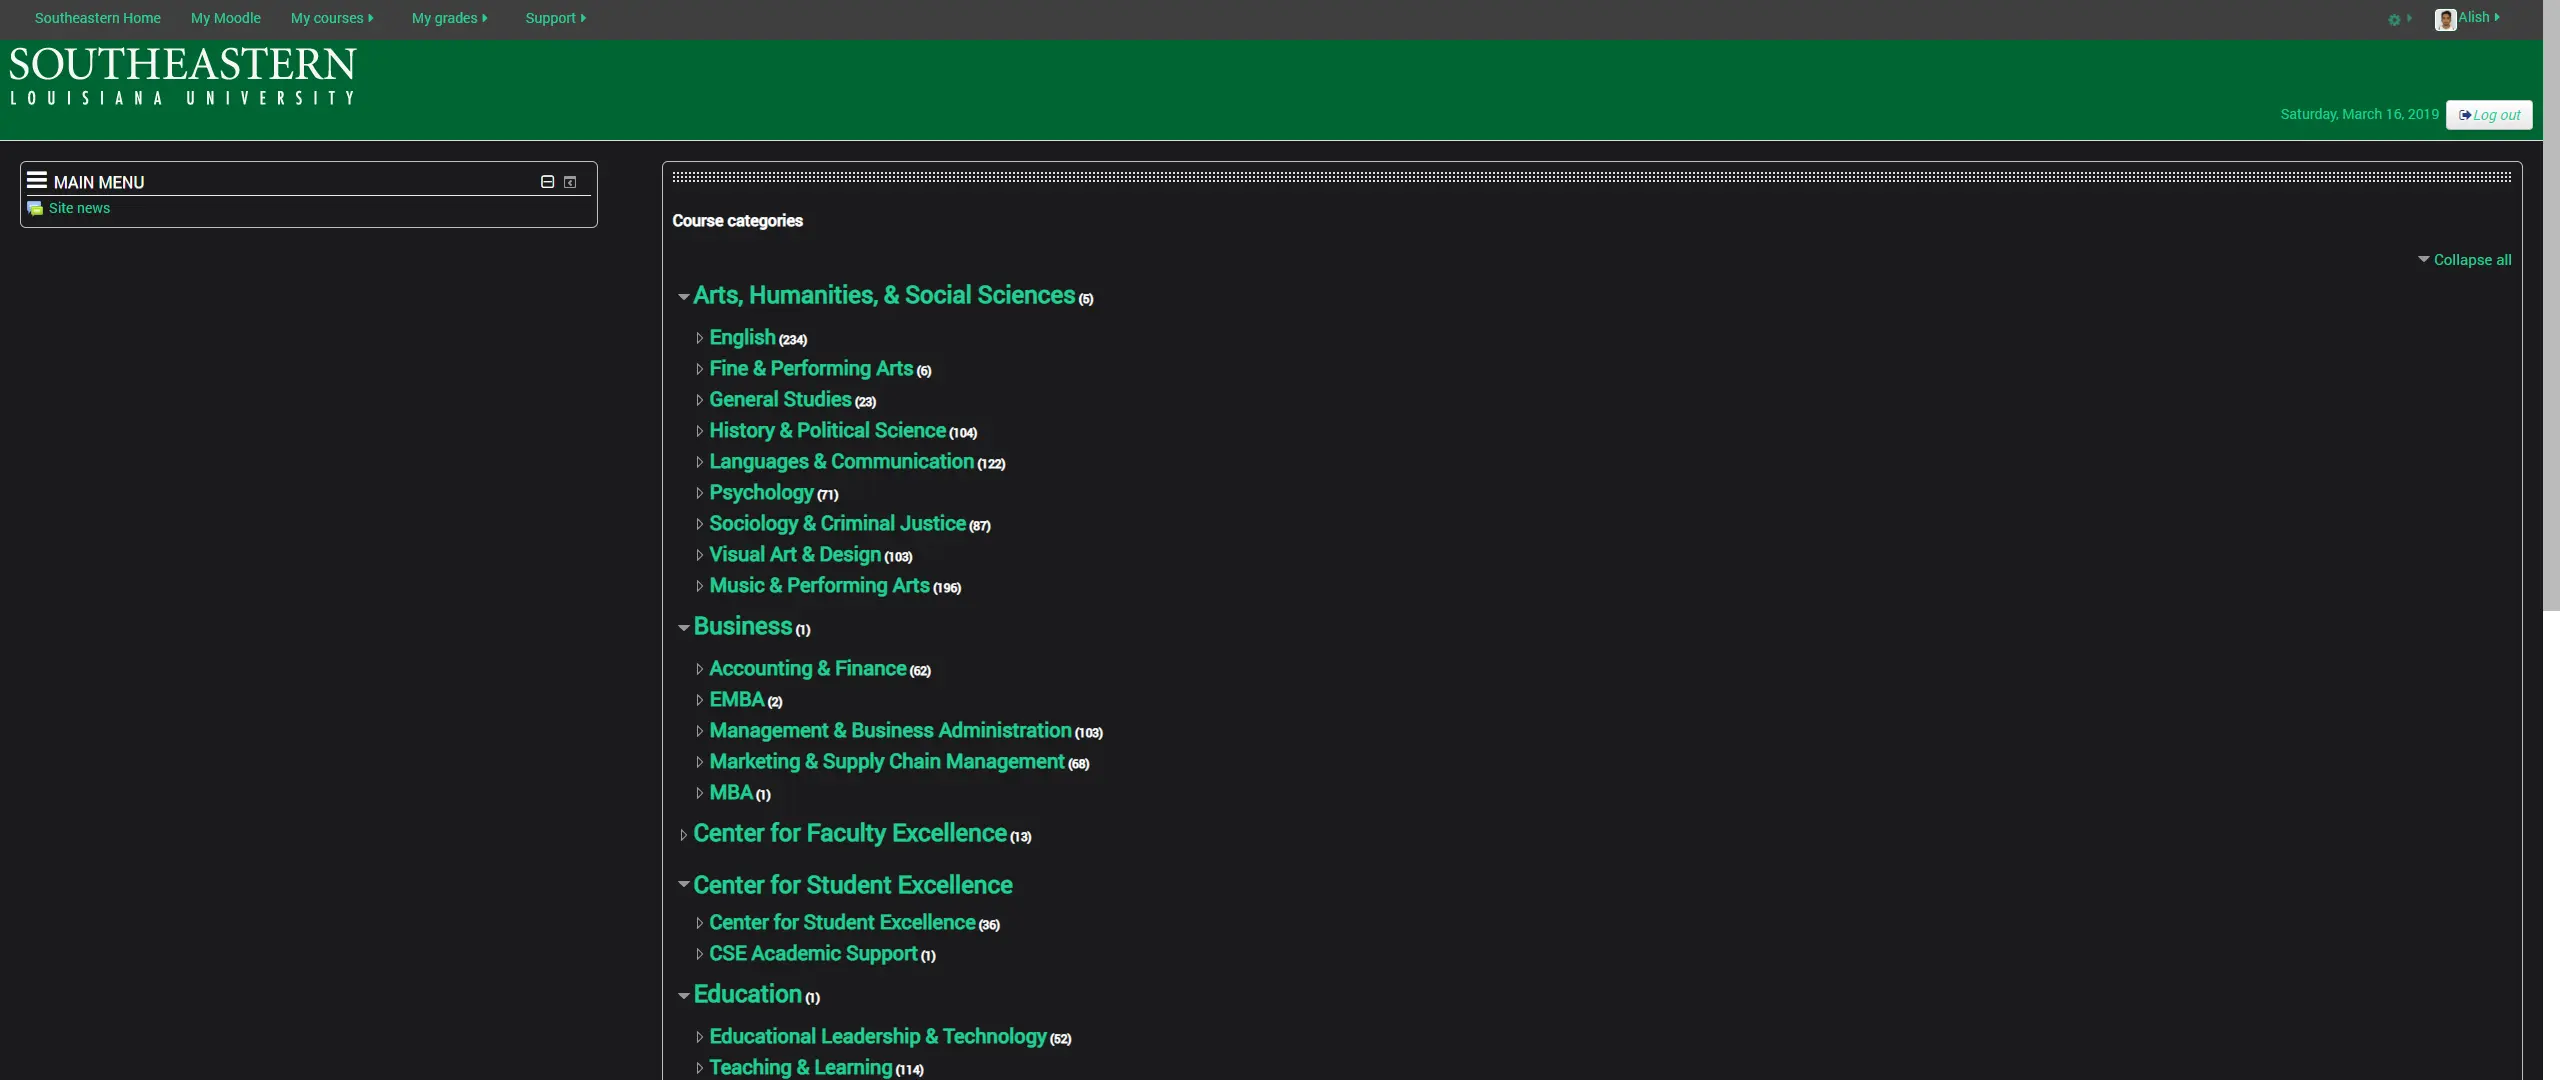 Southeastern Home My Moodle My courses My grades Support Alish
SOUTHEASTERN
LOUISIANA UNIVERSITY
Saturday, March 16, 2019 Log out
MAIN MENU
Site news
Course categories
Collapse all
Arts, Humanities, & Social Sciences (5)
English (234)
Fine & Performing Arts (6)
General Studies (23)
History & Political Science (104)
Languages & Communication (122)
Psychology (71)
Sociology & Criminal Justice (87)
Visual Art & Design (103)
Music & Performing Arts (196)
Business (1)
Accounting & Finance (62)
EMBA (2)
Management & Business Administration (103)
Marketing & Supply Chain Management (68)
MBA (1)
Center for Faculty Excellence (13)
Center for Student Excellence
Center for Student Excellence (36)
CSE Academic Support (1)
Education (1)
Educational Leadership & Technology (52)
Teaching & Learning (114)